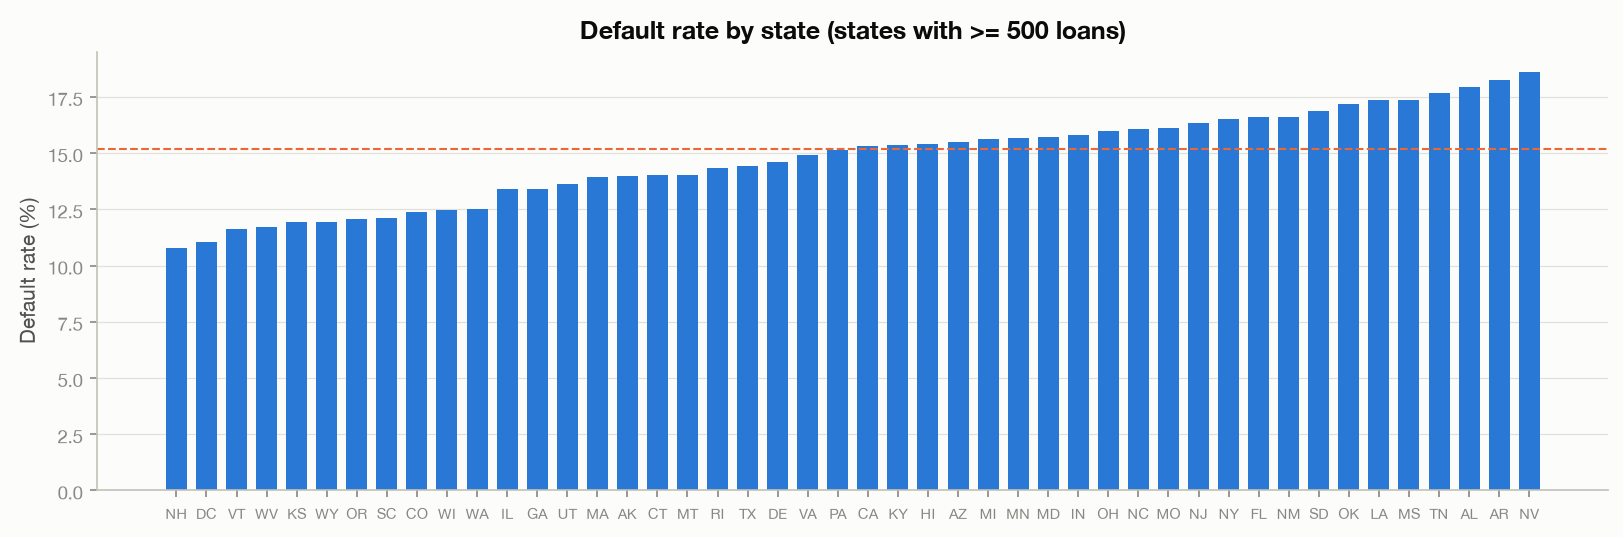 Default rate by state (states with >= 500 loans)
Default rate (%)
17.5
15.0
12.5
10.0
7.5
5.0
2.5
0.0
NH DC VT WV KS WY OR SC CO WI WA IL GA UT MA AK CT MT RI TX DE VA PA CA KY HI AZ MI MN MD IN OH NC MO NJ NY FL NM SD OK LA MS TN AL AR NV